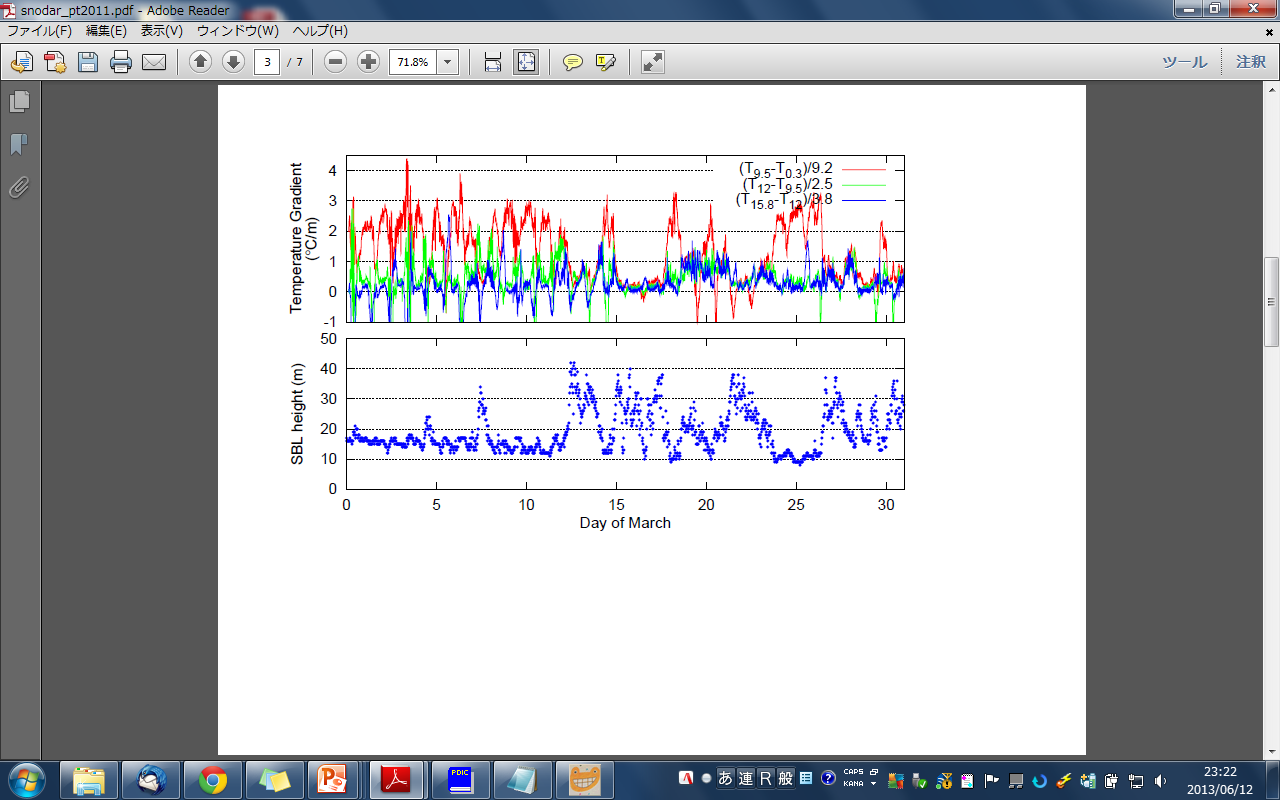 snodar_pt2011.pdf - Adobe Reader
ファイル(F) 編集(E) 表示(V) ウィンドウ(W) ヘルプ(H)
3 / 7 71.8% ツール 注釈
(T9.5-T0.3)/9.2
(T12-T9.5)/2.5
(T15.8-T12)/3.8
Temperature Gradient
(°C/m)
4
3
2
1
0
-1
SBL height (m)
50
40
30
20
10
0
0 5 10 15 20 25 30
Day of March
PDIC
あ 連 R 般 CAPS
KANA
23:22
2013/06/12